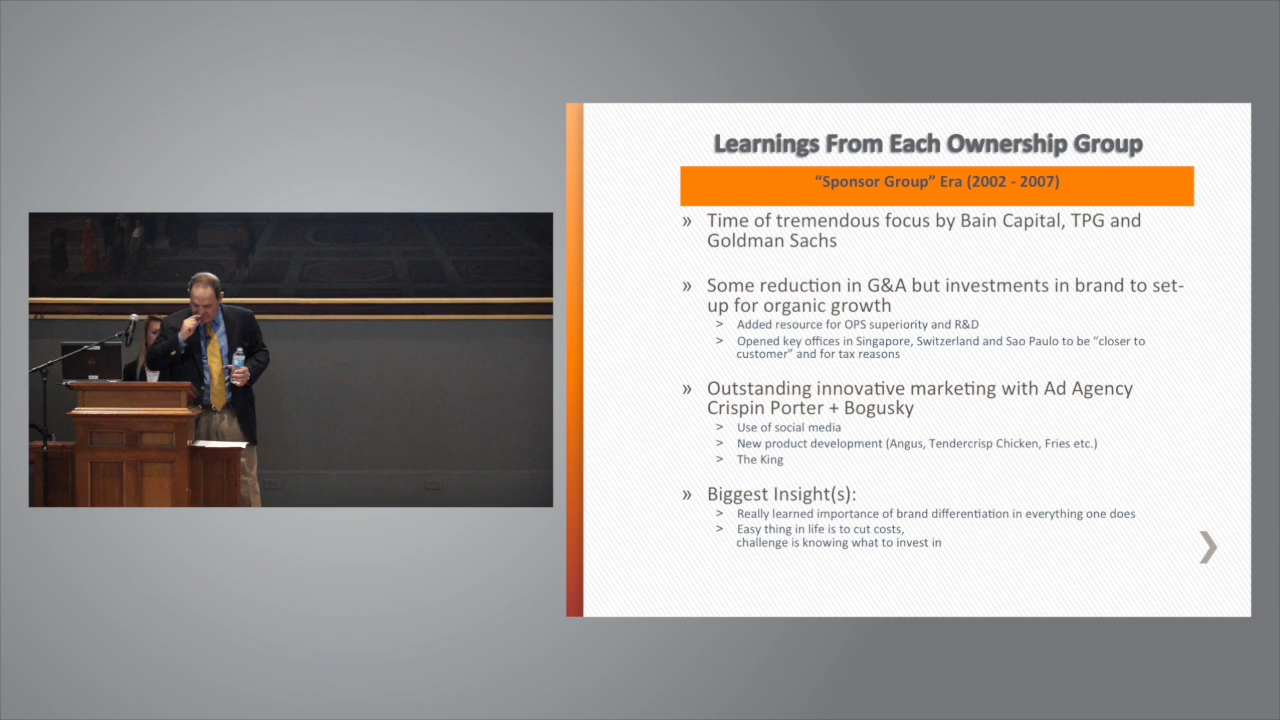 Learnings From Each Ownership Group
“Sponsor Group” Era (2002 - 2007)
» Time of tremendous focus by Bain Capital, TPG and
Goldman Sachs
» Some reduction in G&A but investments in brand to set-
up for organic growth
> Added resource for OPS superiority and R&D
> Opened key offices in Singapore, Switzerland and Sao Paulo to be “closer to
customer” and for tax reasons
» Outstanding innovative marketing with Ad Agency
Crispin Porter + Bogusky
> Use of social media
> New product development (Angus, Tendercrisp Chicken, Fries etc.)
> The King
» Biggest Insight(s):
> Really learned importance of brand differentiation in everything one does
> Easy thing in life is to cut costs,
challenge is knowing what to invest in